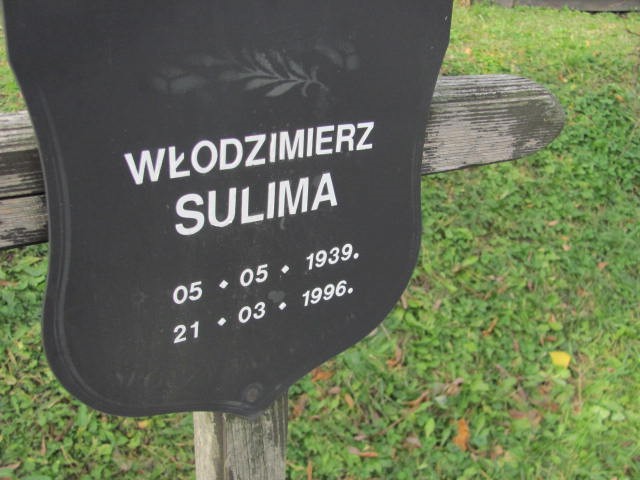 WŁODZIMIERZ
SULIMA
05 • 05 • 1939.
21 • 03 • 1996.